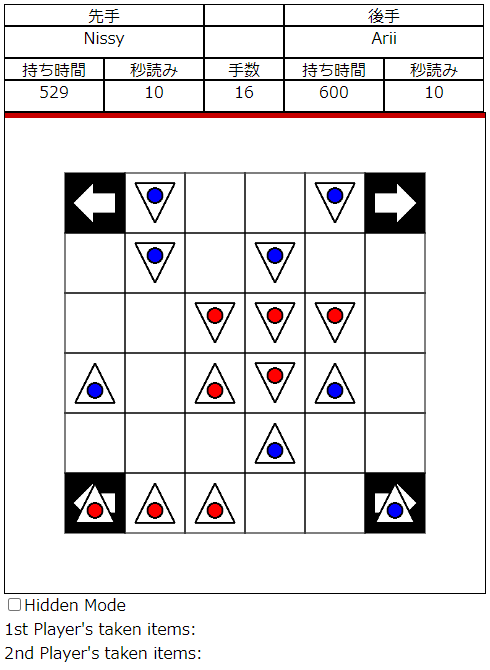 先手 後手
Nissy Arii
持ち時間 秒読み 手数 持ち時間 秒読み
529 10 16 600 10
Hidden Mode
1st Player's taken items:
2nd Player's taken items: